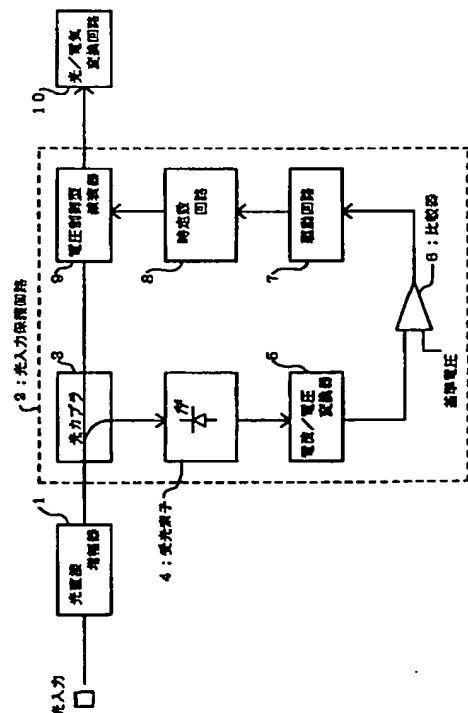 光入力
光直接
増幅器
1
2；光入力保護回路
光カプラ
3
4；受光素子
電流／電圧
変換器
5
基準電圧
6；比較器
駆動回路
7
時定数
回路
8
電圧制御型
減衰器
9
光／電気
変換回路
10